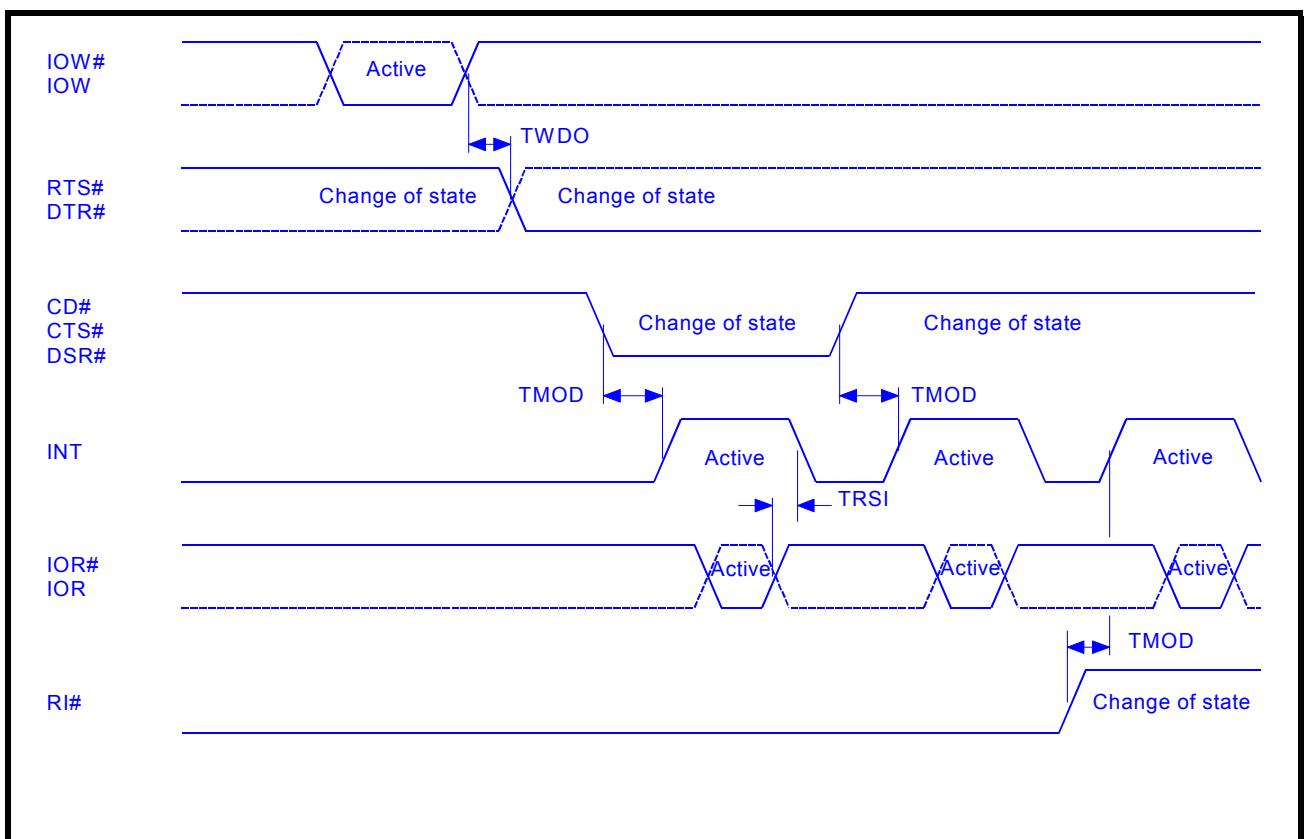 IOW#
IOW
Active
TWDO
RTS#
DTR#
Change of state
Change of state
CD#
CTS#
DSR#
Change of state
Change of state
TMOD
TMOD
INT
Active
Active
Active
TRSI
IOR#
IOR
Active
Active
Active
TMOD
RI#
Change of state